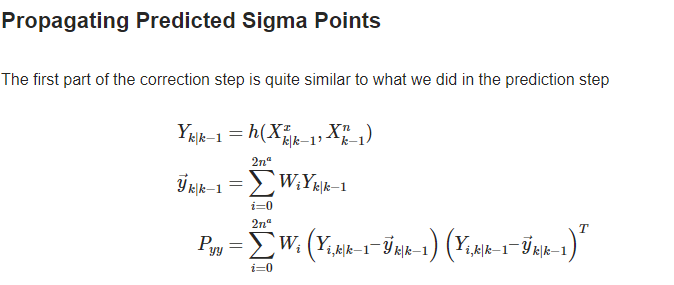 Propagating Predicted Sigma Points
The first part of the correction step is quite similar to what we did in the prediction step
Y_{k|k−1} = h(X^x_{k|k−1}, X^n_{k−1})
\vec{y}_{k|k−1} = \sum_{i=0}^{2n^a} W_i Y_{k|k−1}
P_{yy} = \sum_{i=0}^{2n^a} W_i (Y_{i,k|k−1} − \vec{y}_{k|k−1}) (Y_{i,k|k−1} − \vec{y}_{k|k−1})^T